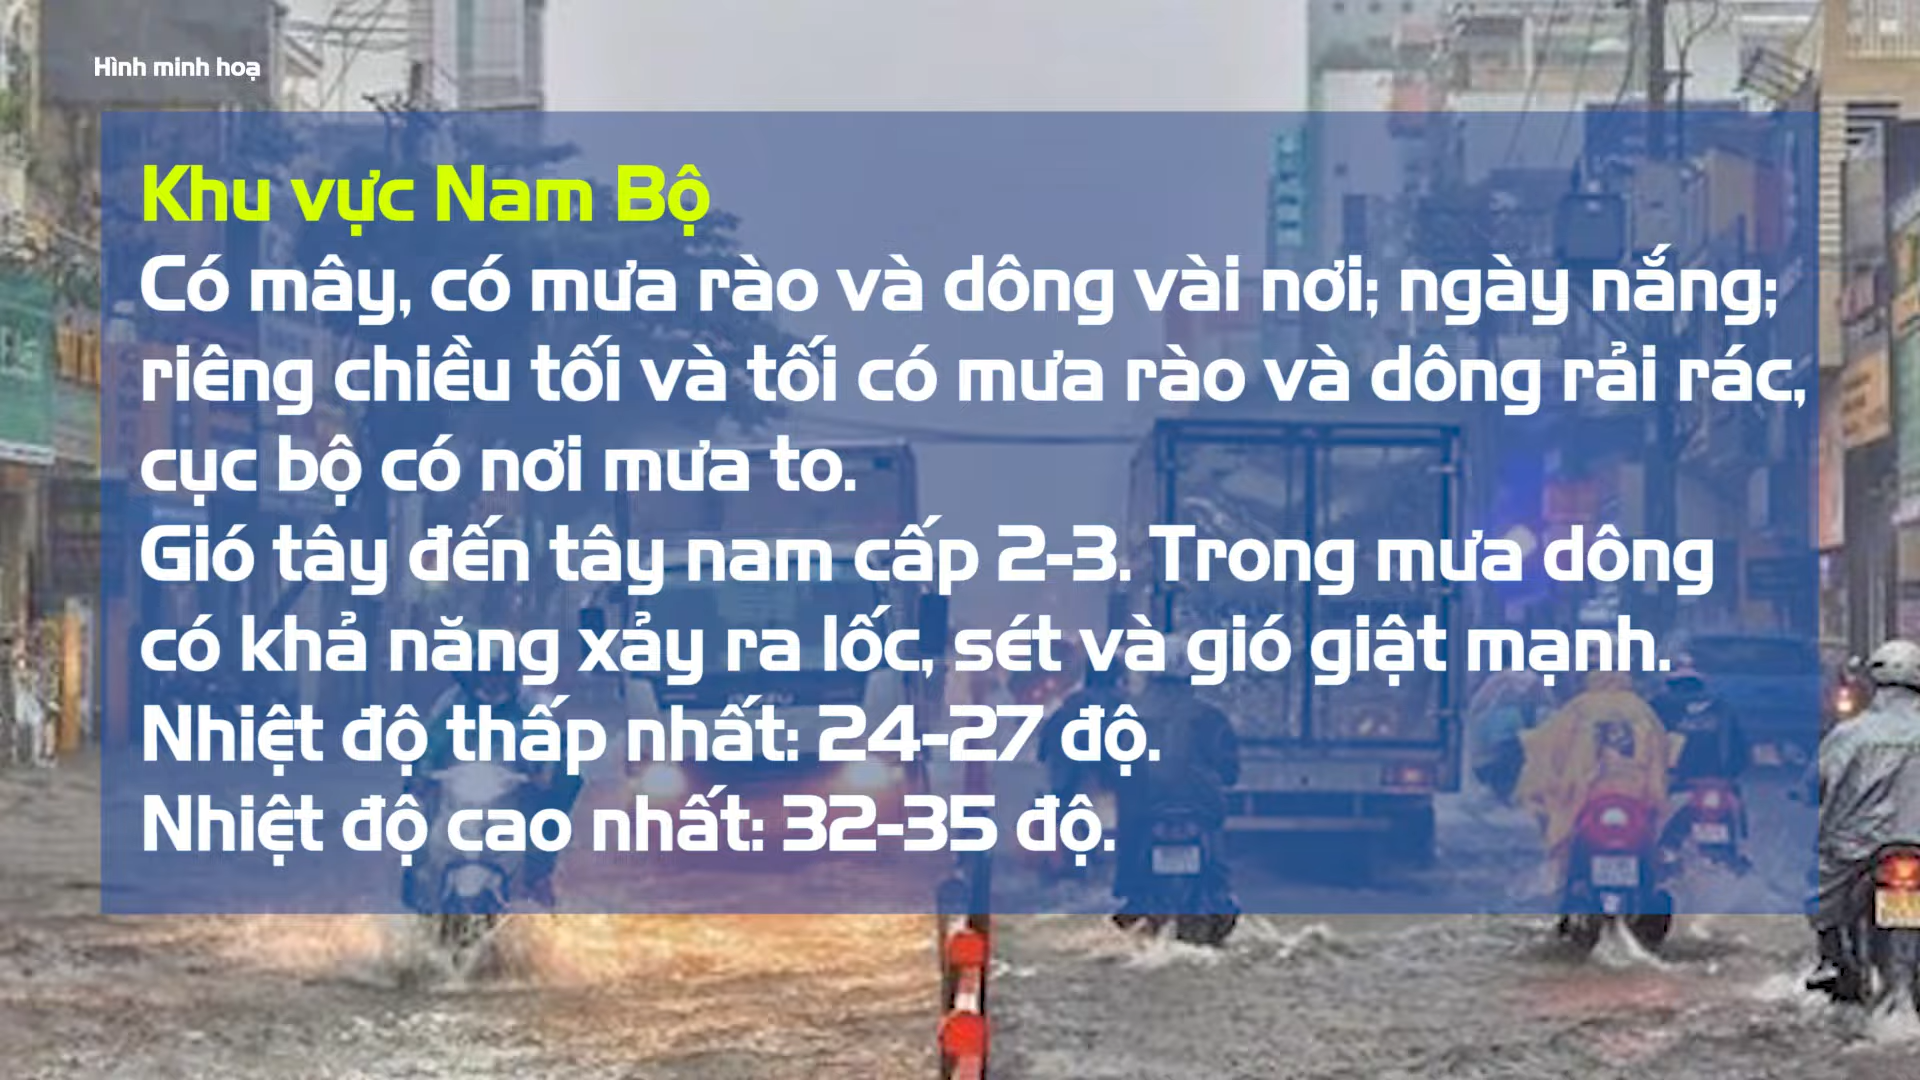 Hình minh hoạ
Khu vực Nam Bộ
Có mây, có mưa rào và dông vài nơi; ngày nắng;
riêng chiều tối và tối có mưa rào và dông rải rác,
cục bộ có nơi mưa to.
Gió tây đến tây nam cấp 2-3. Trong mưa dông
có khả năng xảy ra lốc, sét và gió giật mạnh.
Nhiệt độ thấp nhất: 24-27 độ.
Nhiệt độ cao nhất: 32-35 độ.